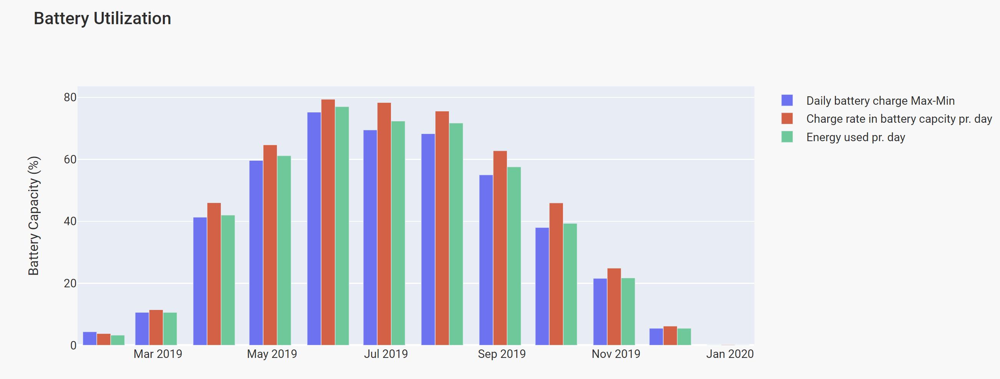 Battery Utilization
Battery Capacity (%)
80
60
40
20
0
Mar 2019
May 2019
Jul 2019
Sep 2019
Nov 2019
Jan 2020
Daily battery charge Max-Min
Charge rate in battery capcity pr. day
Energy used pr. day